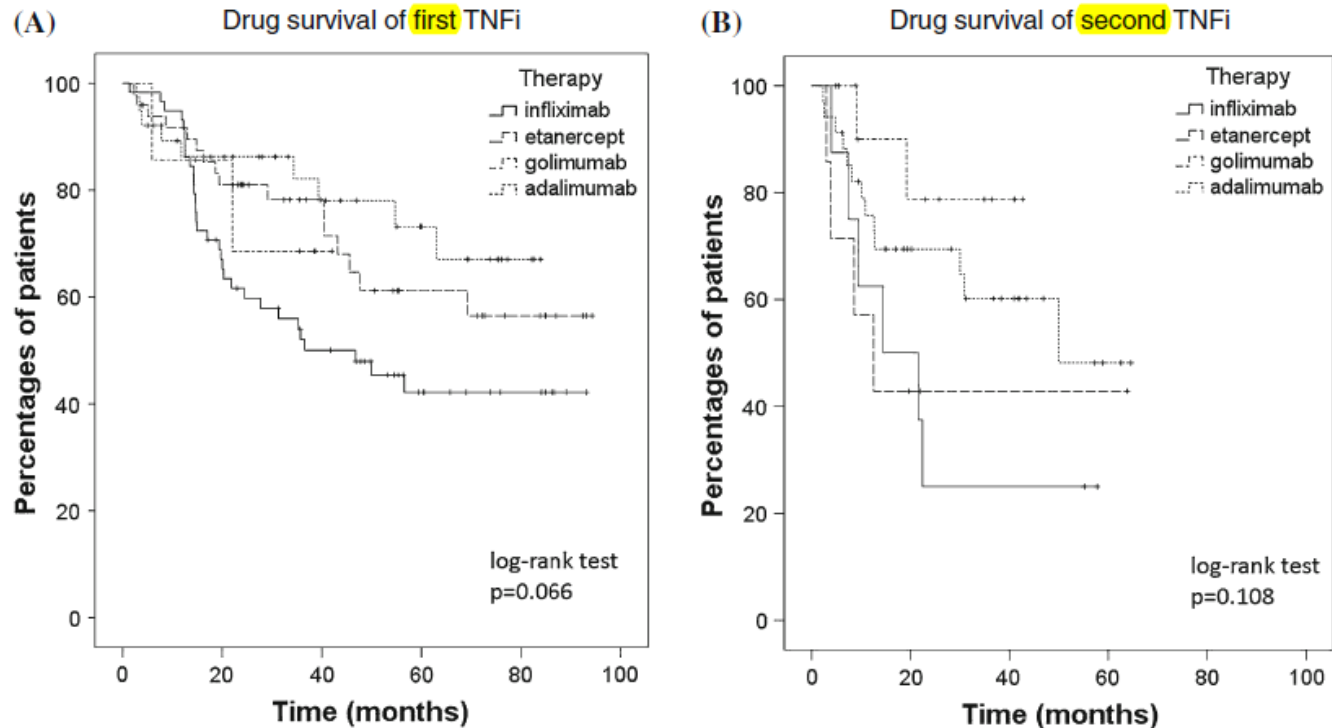 (A)
Drug survival of first TNFi
Therapy
infliximab
etanercept
golimumab
adalimumab
Percentages of patients
100
80
60
40
20
0
log-rank test
p=0.066
0 20 40 60 80 100
Time (months)
(B)
Drug survival of second TNFi
Therapy
infliximab
etanercept
golimumab
adalimumab
Percentages of patients
100
80
60
40
20
0
log-rank test
p=0.108
0 20 40 60 80 100
Time (months)